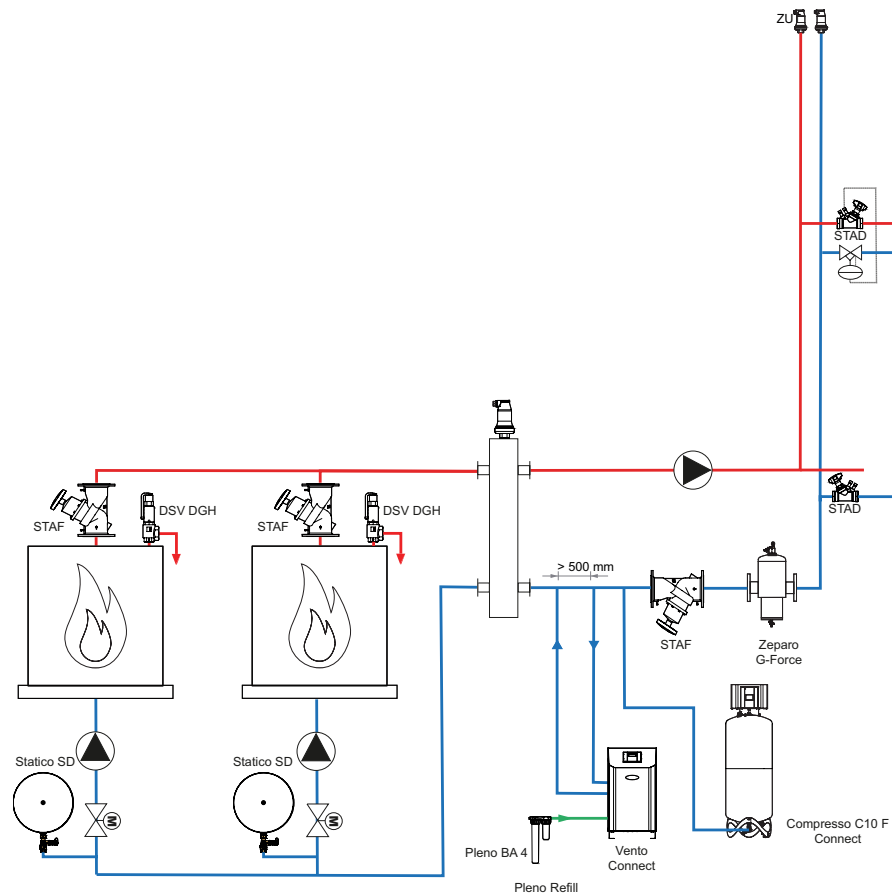 ZU
STAD
STAD
STAF
DSV DGH
STAF
DSV DGH
> 500 mm
STAF
Zeparo
G-Force
Statico SD
M
Statico SD
M
Pleno BA 4
Pleno Refill
Vento
Connect
Compresso C10 F
Connect